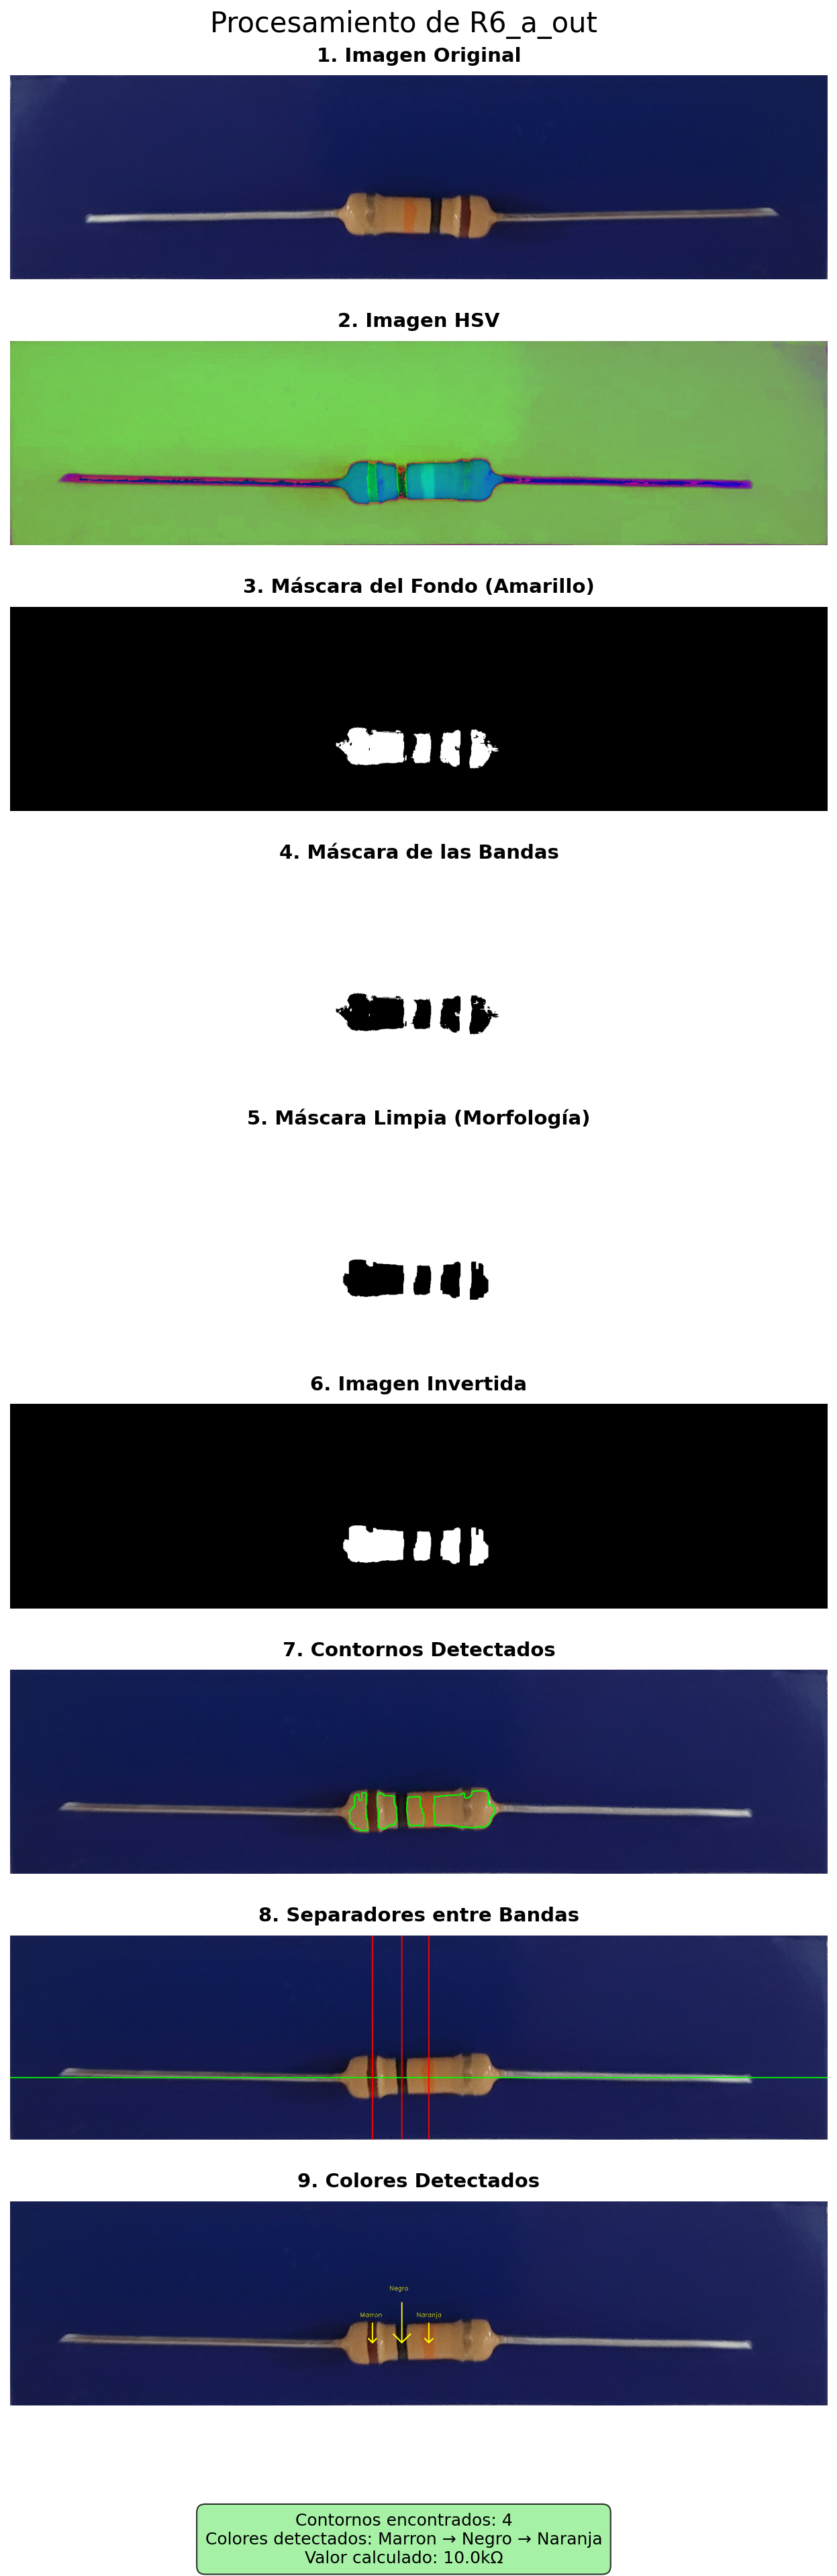 Procesamiento de R6_a_out
1. Imagen Original
2. Imagen HSV
3. Máscara del Fondo (Amarillo)
4. Máscara de las Bandas
5. Máscara Limpia (Morfología)
6. Imagen Invertida
7. Contornos Detectados
8. Separadores entre Bandas
9. Colores Detectados
Negro
Marron
Naranja
Contornos encontrados: 4
Colores detectados: Marron → Negro → Naranja
Valor calculado: 10.0kΩ